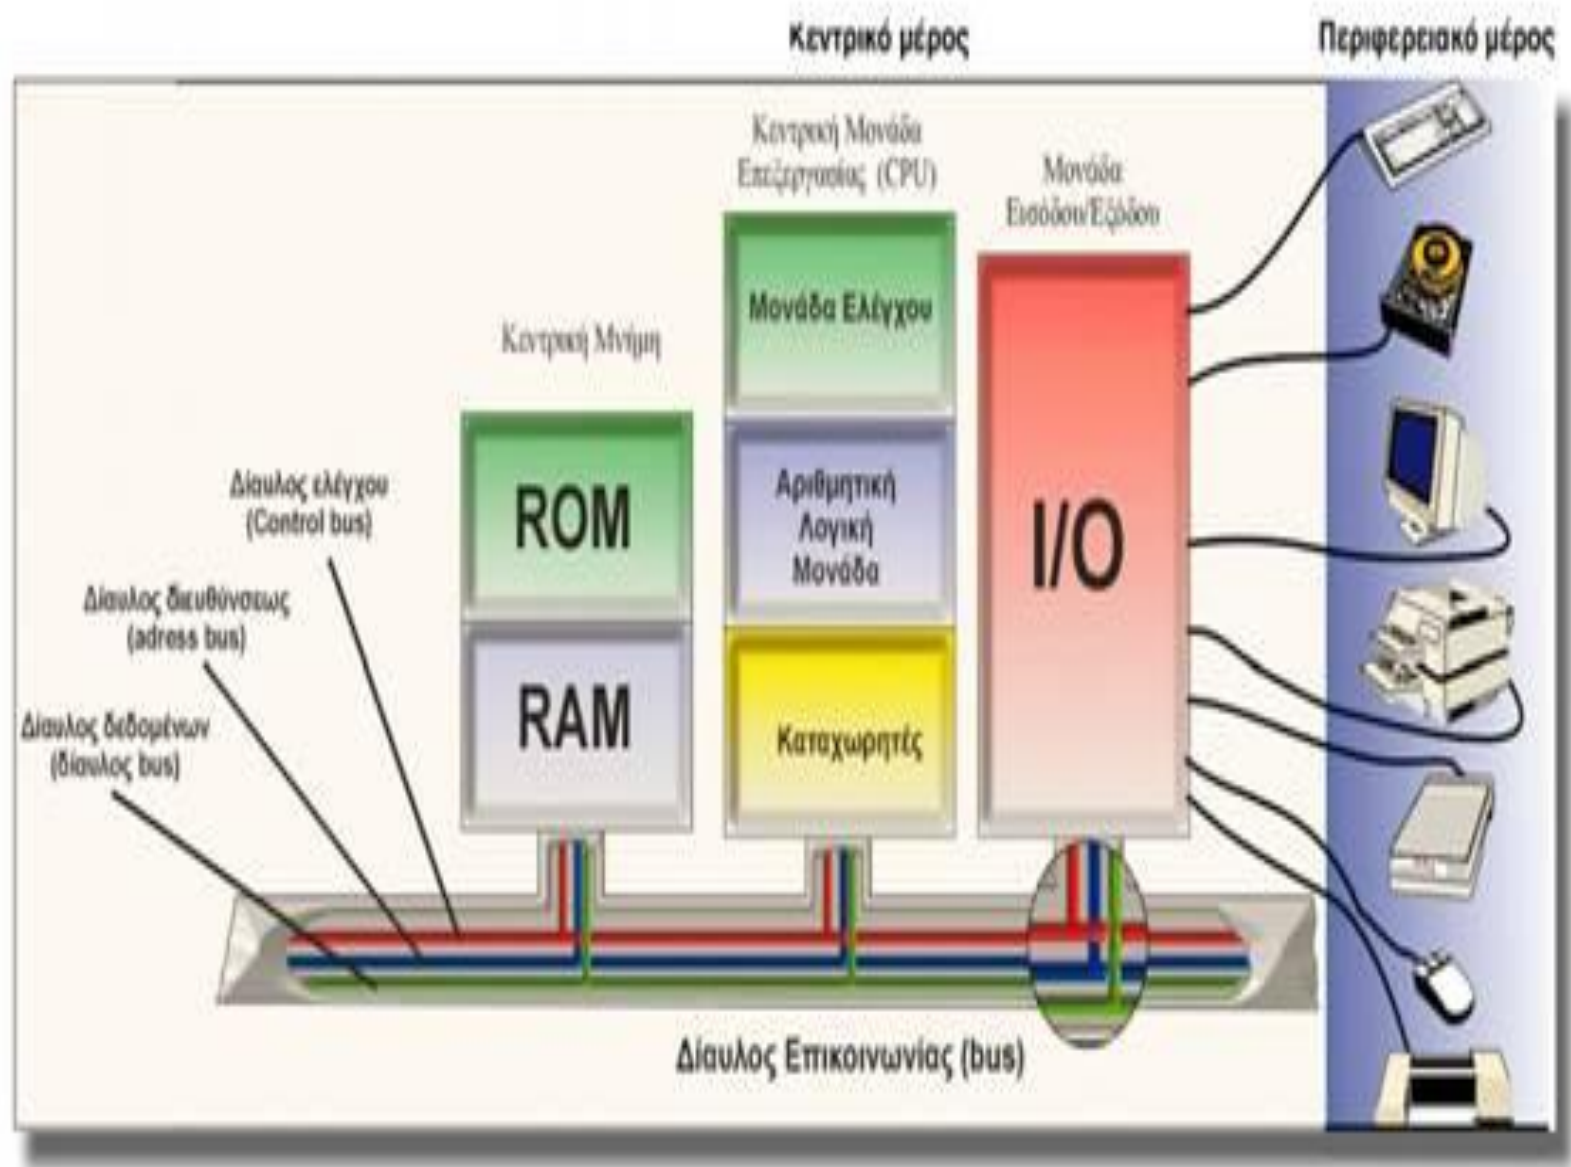 Κεντρικό μέρος
Περιφερειακό μέρος
Κεντρική Μονάδα
Επεξεργασίας (CPU)
Μονάδα
Εισόδου/Εξόδου
Μονάδα Ελέγχου
Κεντρική Μνήμη
Αριθμητική
Λογική
Μονάδα
ROM
I/O
RAM
Καταχωρητές
Δίαυλος ελέγχου
(Control bus)
Δίαυλος διευθύνσεως
(adress bus)
Δίαυλος δεδομένων
(δίαυλος bus)
Δίαυλος Επικοινωνίας (bus)